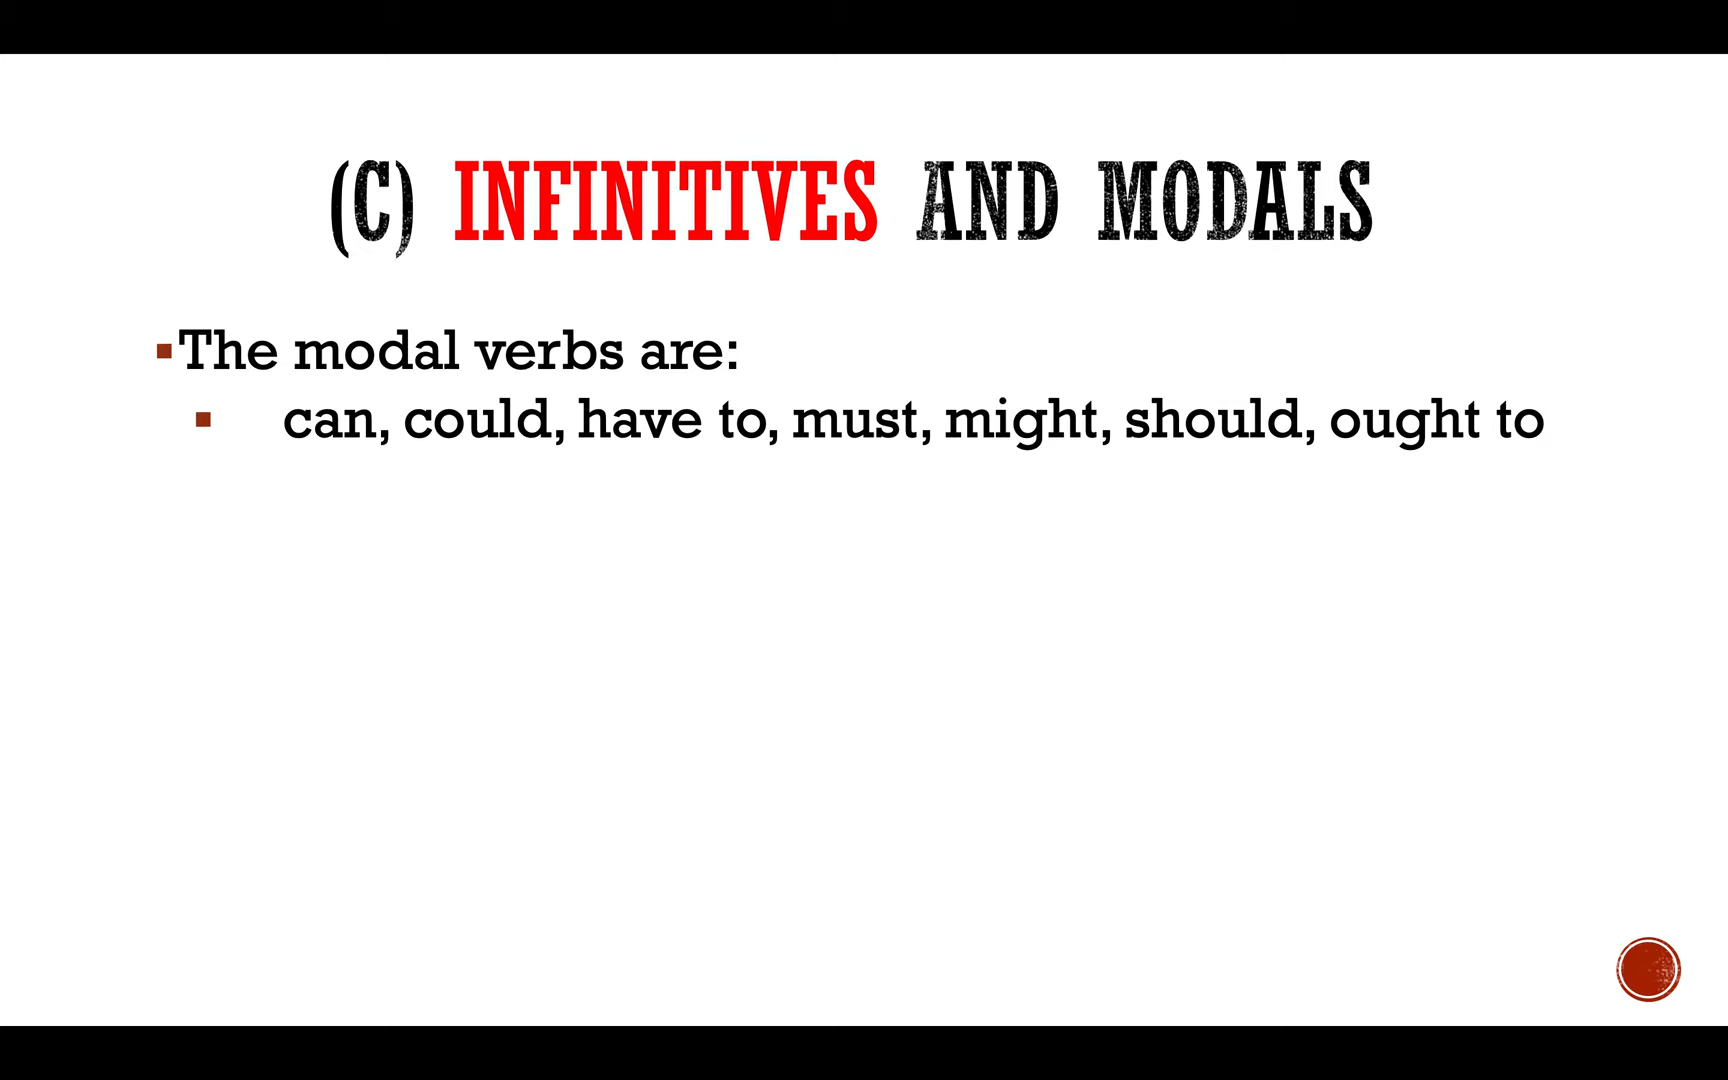 (C) INFINITIVES AND MODALS
▪The modal verbs are:
▪ can, could, have to, must, might, should, ought to